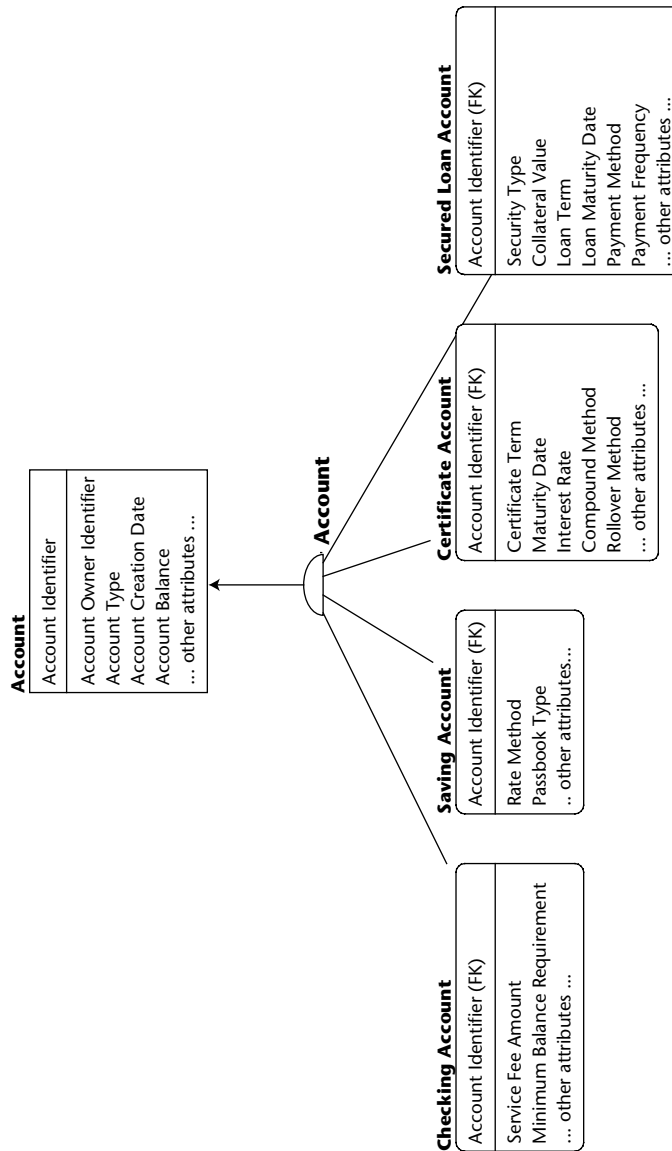 Account
Account Identifier
Account Owner Identifier
Account Type
Account Creation Date
Account Balance
... other attributes ...
Account
Checking Account
Account Identifier (FK)
Service Fee Amount
Minimum Balance Requirement
... other attributes ...
Saving Account
Account Identifier (FK)
Rate Method
Passbook Type
.. other attributes...
Certificate Account
Account Identifier (FK)
Certificate Term
Maturity Date
Interest Rate
Compound Method
Rollover Method
... other attributes ...
Secured Loan Account
Account Identifier (FK)
Security Type
Collateral Value
Loan Term
Loan Maturity Date
Payment Method
Payment Frequency
... other attributes ...